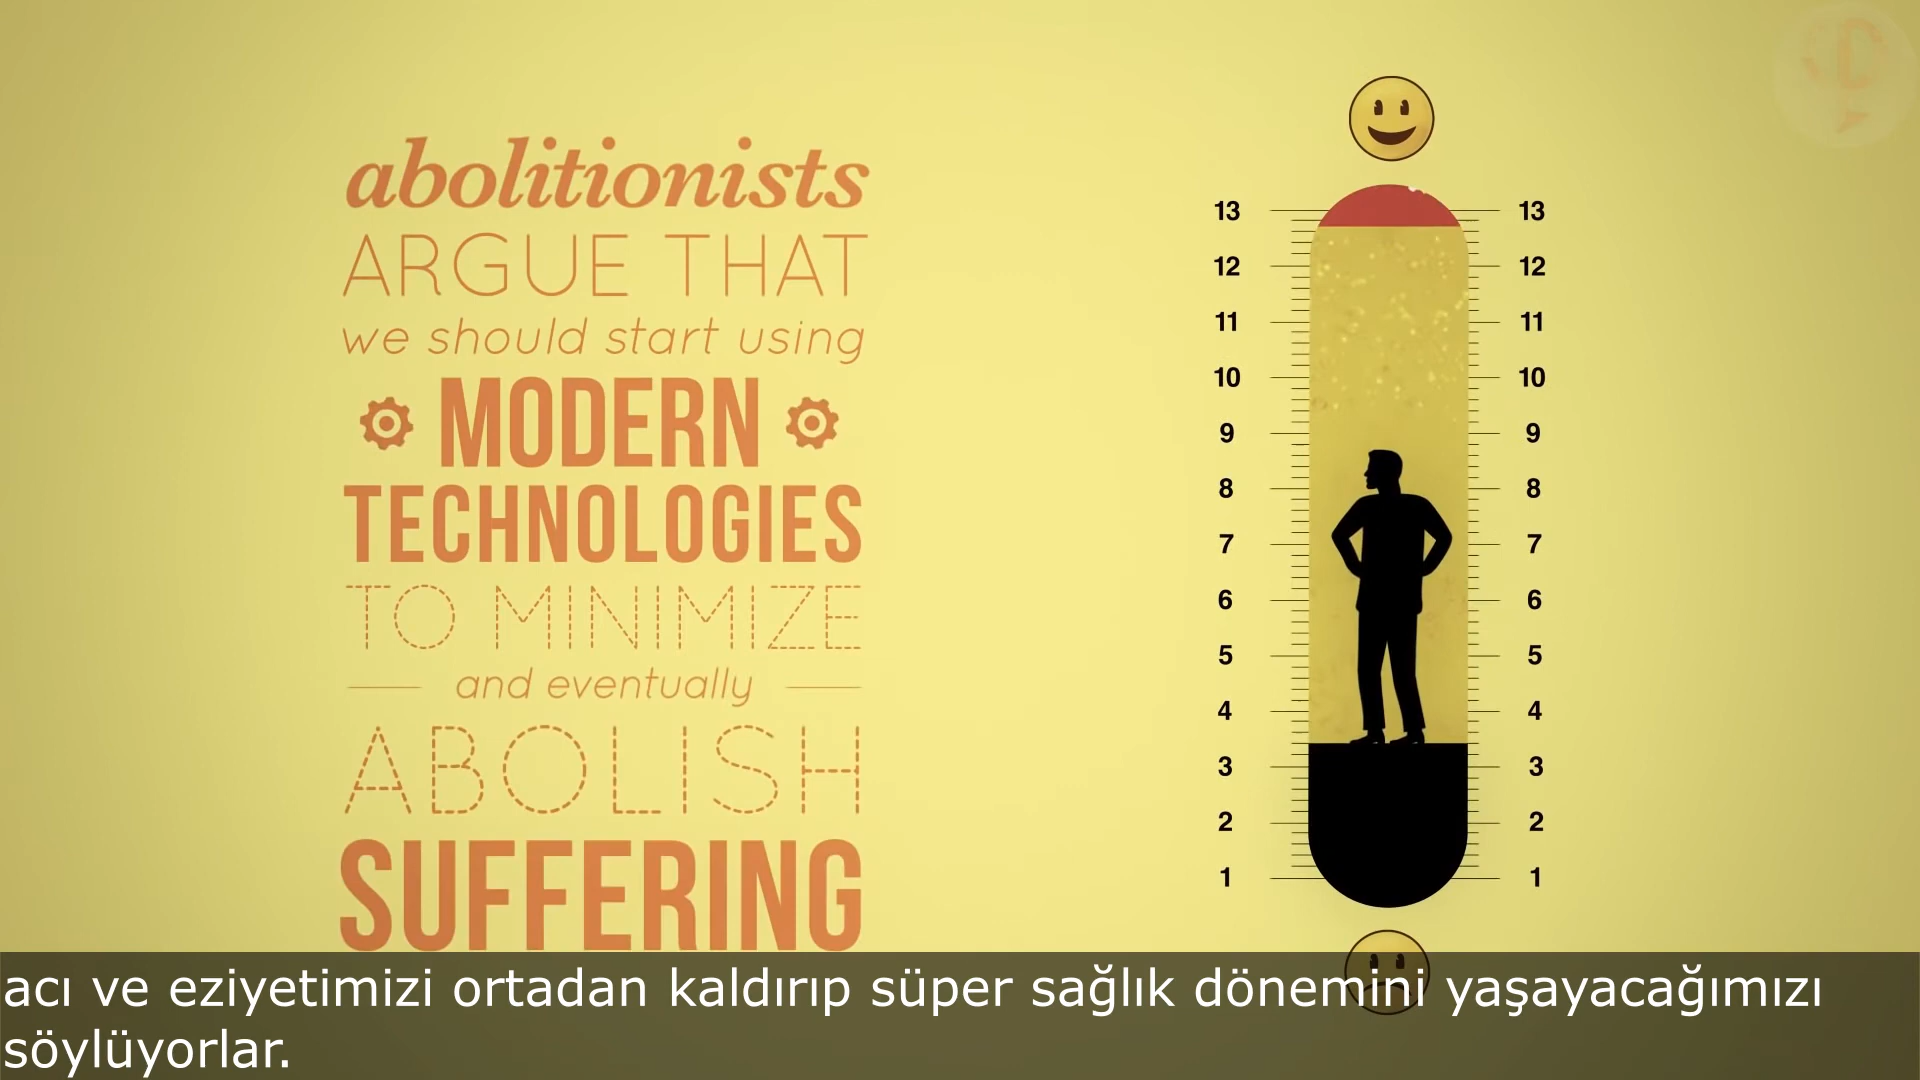 abolitionists
ARGUE THAT
we should start using
MODERN
TECHNOLOGIES
TO MINIMIZE
and eventually
ABOLISH
SUFFERING
13 13
12 12
11 11
10 10
9 9
8 8
7 7
6 6
5 5
4 4
3 3
2 2
1 1
acı ve eziyetimizi ortadan kaldırıp süper sağlık dönemini yaşayacağımızı
söylüyorlar.